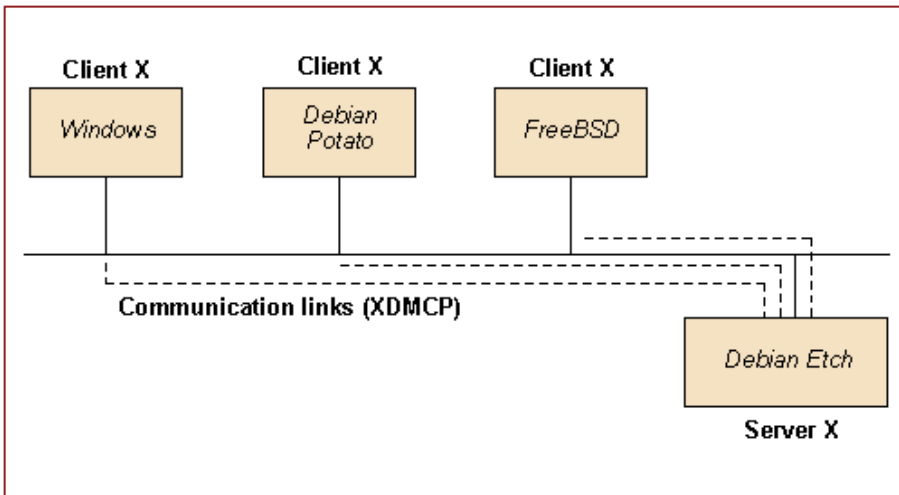 Client X
Client X
Client X
Windows
Debian
Potato
FreeBSD
Communication links (XDMCP)
Debian Etch
Server X